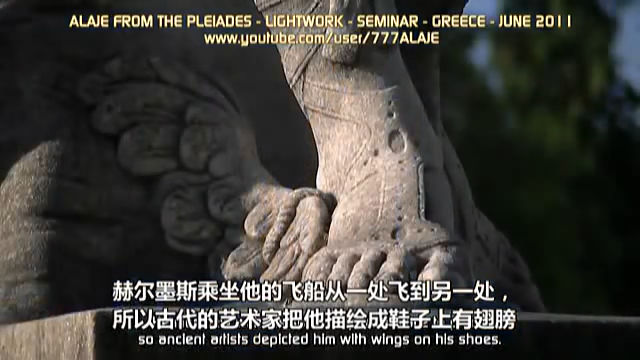 ALAJE FROM THE PLEIADES - LIGHTWORK - SEMINAR - GREECE - JUNE 2011
www.youtube.com/user/777ALAJE
赫尔墨斯乘坐他的飞船从一处飞到另一处，
所以古代的艺术家把他描绘成鞋子上有翅膀
so ancient artists depicted him with wings on his shoes.